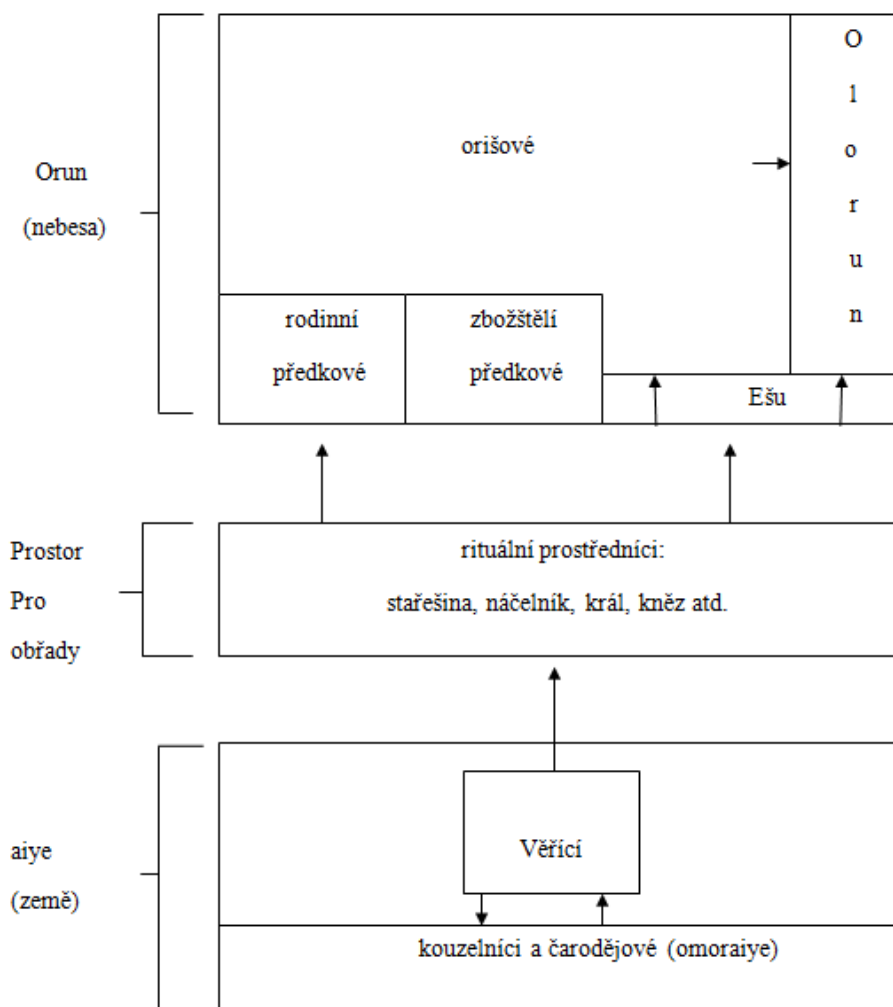 Orun
(nebesa)
orišové
O
l
o
r
u
n
rodinní
předkové
zbožštělí
předkové
Ešu
Prostor
Pro
obřady
rituální prostředníci:
stařešina, náčelník, král, kněz atd.
aiye
(země)
Věřící
kouzelníci a čarodějové (omoraiye)